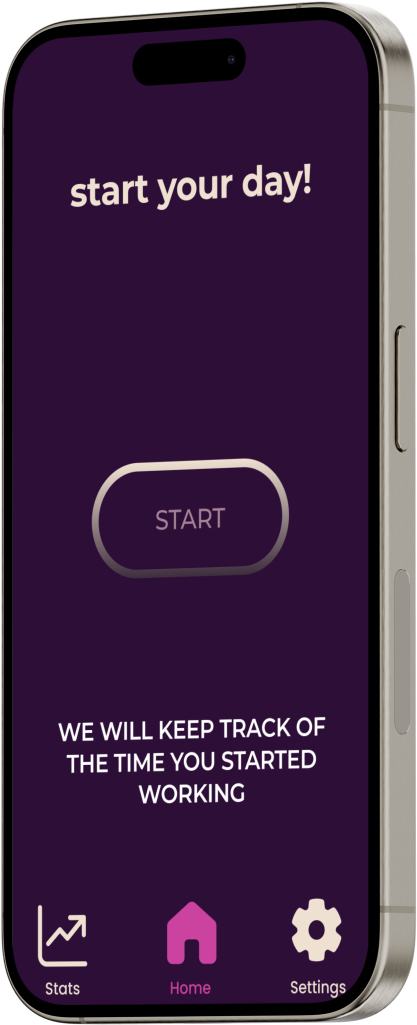 start your day!
START
WE WILL KEEP TRACK OF
THE TIME YOU STARTED
WORKING
Stats
Home
Settings